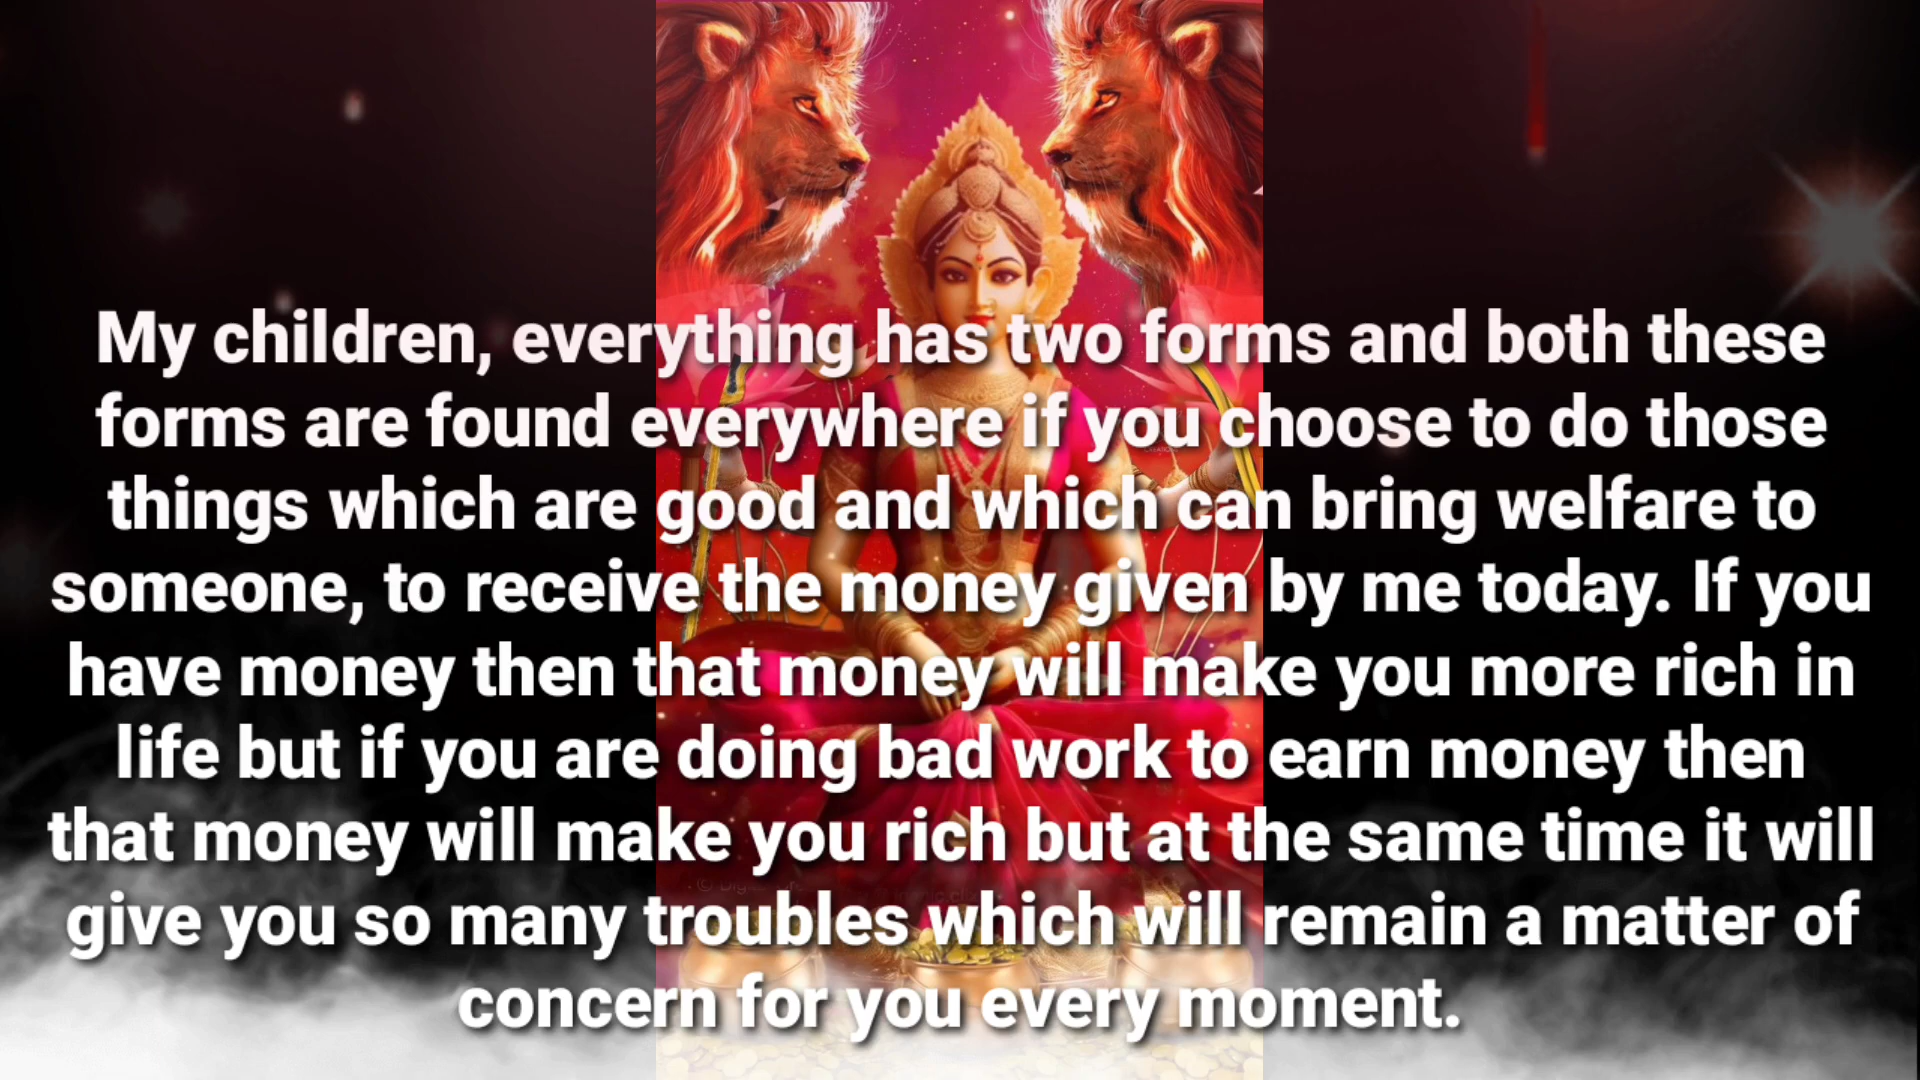 My children, everything has two forms and both these
forms are found everywhere if you choose to do those
things which are good and which can bring welfare to
someone, to receive the money given by me today. If you
have money then that money will make you more rich in
life but if you are doing bad work to earn money then
that money will make you rich but at the same time it will
give you so many troubles which will remain a matter of
concern for you every moment.